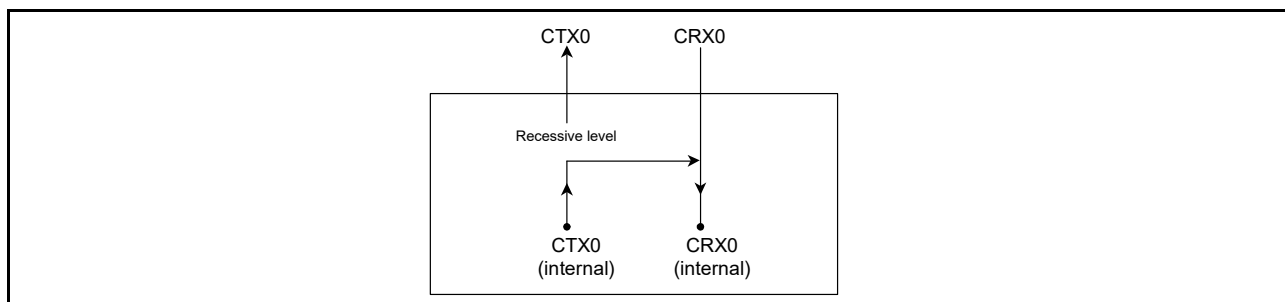 CTX0 CRX0
Recessive level
CTX0 CRX0
(internal) (internal)